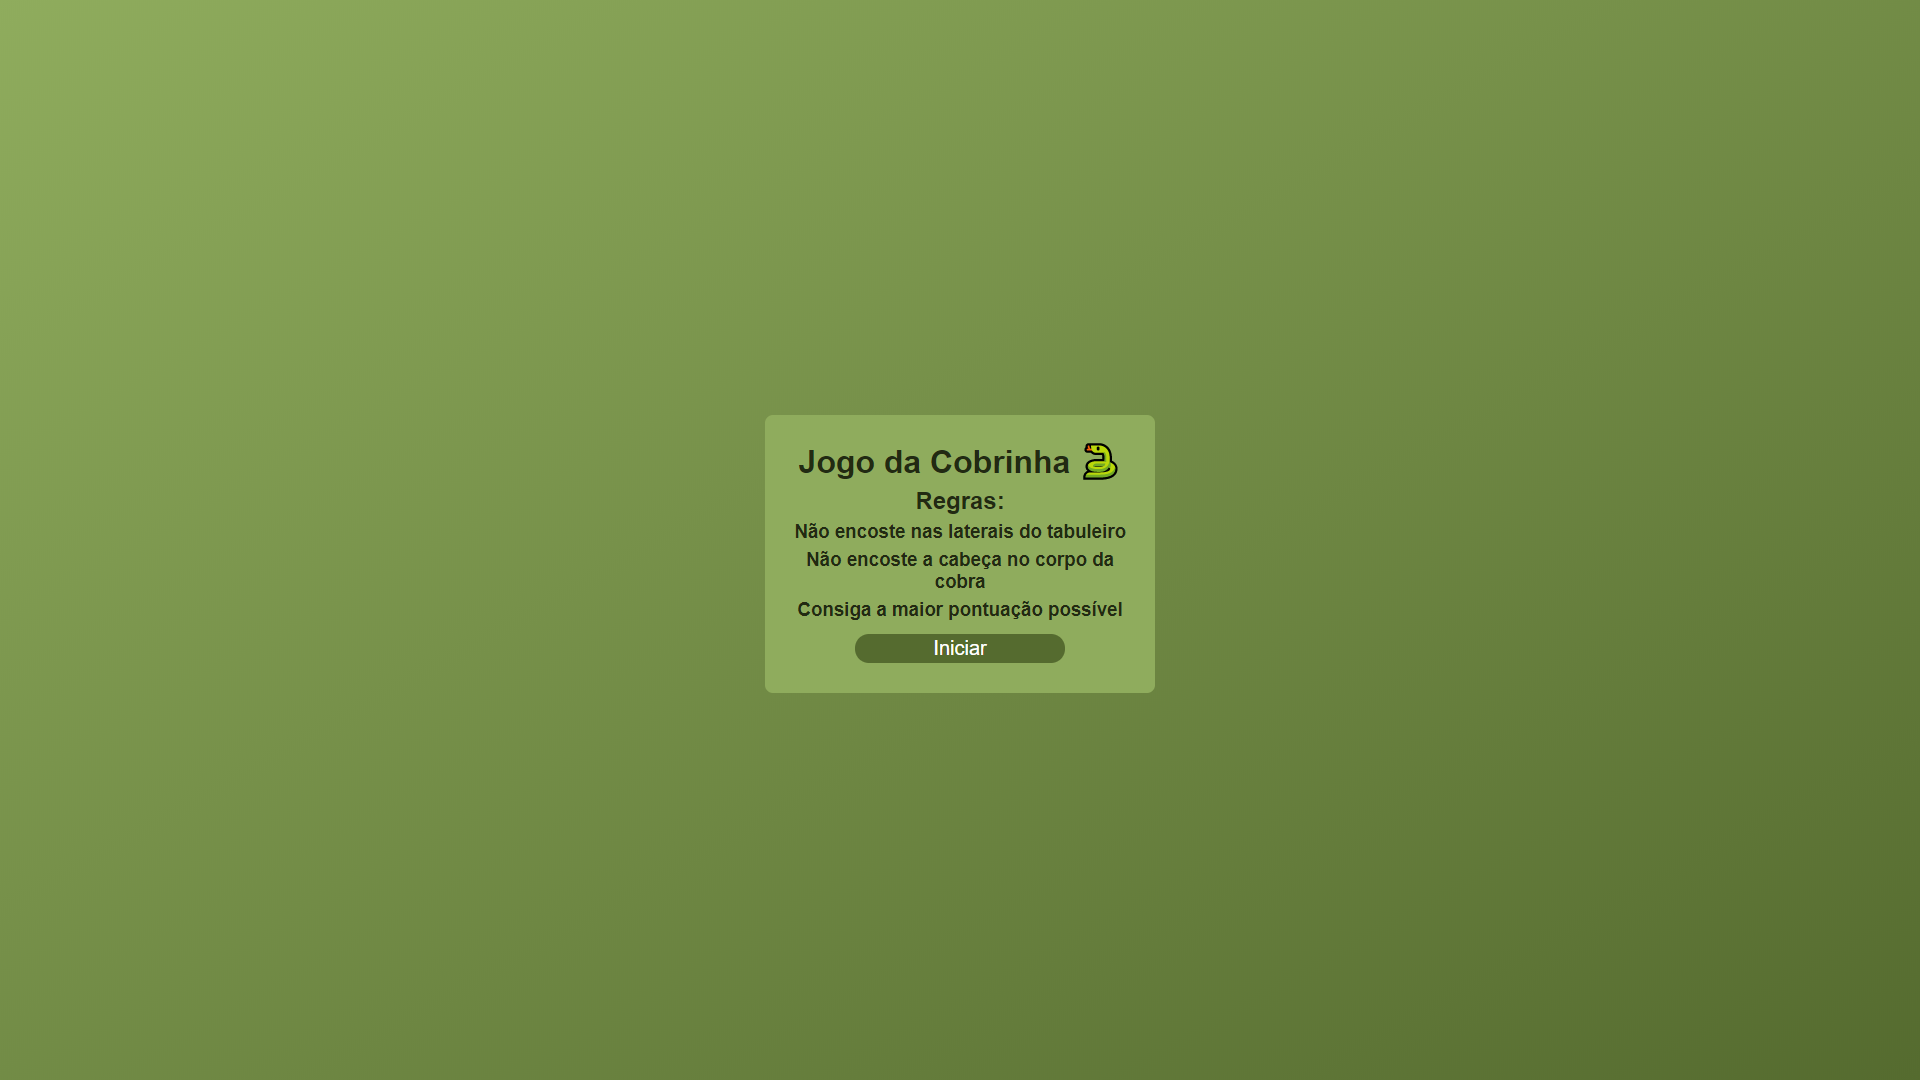 Jogo da Cobrinha 🐍
Regras:
Não encoste nas laterais do tabuleiro
Não encoste a cabeça no corpo da
cobra
Consiga a maior pontuação possível
Iniciar